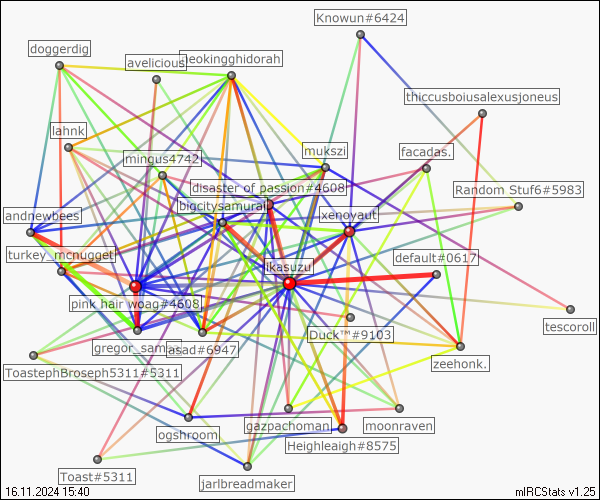 Knowun#6424
doggerdig
avelicious
neokingghidorah
thiccusboiusalexusjoneus
lahnk
mingus4742
mukszi
facadas.
disaster of passion#4608
Random Stuf6#5983
andnewbees
bigcitysamurai
xenoyaut
turkey_mcnugget
ikasuzu
default#0617
pink hair woag#4608
tescoroll
Duck™#9103
gregor_samsa
asad#6947
zeehonk.
ToastephBroseph5311#5311
ogshroom
gazpachoman
moonraven
Heighleaigh#8575
Toast#5311
jarlbreadmaker
16.11.2024 15:40
mIRCStats v1.25